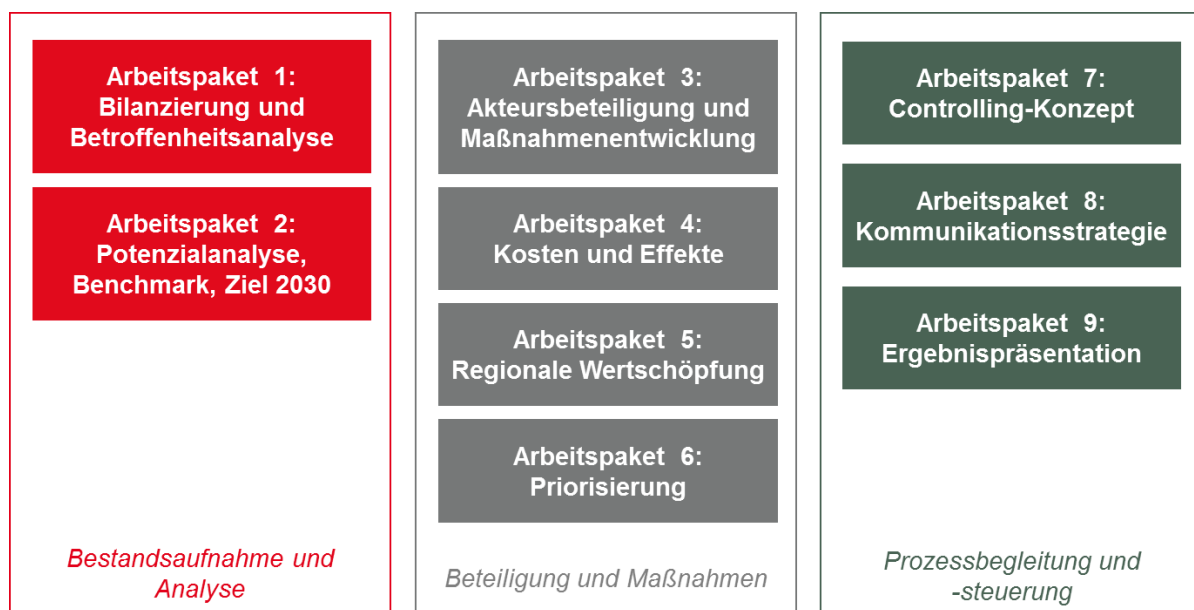 Arbeitspaket 1:
Bilanzierung und
Betroffenheitsanalyse
Arbeitspaket 2:
Potenzialanalyse,
Benchmark, Ziel 2030
Bestandsaufnahme und
Analyse
Arbeitspaket 3:
Akteursbeteiligung und
Maßnahmenentwicklung
Arbeitspaket 4:
Kosten und Effekte
Arbeitspaket 5:
Regionale Wertschöpfung
Arbeitspaket 6:
Priorisierung
Beteiligung und Maßnahmen
Arbeitspaket 7:
Controlling-Konzept
Arbeitspaket 8:
Kommunikationsstrategie
Arbeitspaket 9:
Ergebnispräsentation
Prozessbegleitung und
-steuerung